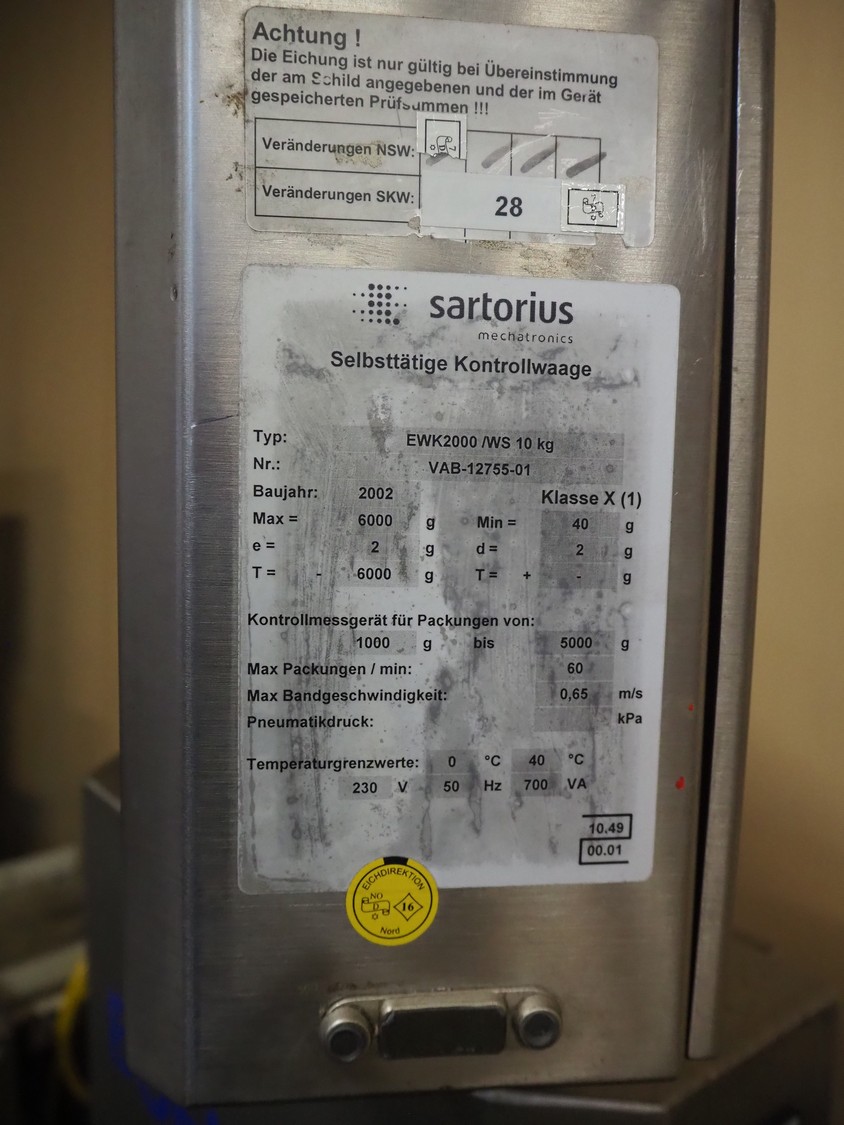 Achtung !
Die Eichung ist nur gültig bei Übereinstimmung
der am Schild angegebenen und der im Gerät
gespeicherten Prüfsummen !!!
Veränderungen NSW:
Veränderungen SKW: 28
sartorius
mechatronics
Selbsttätige Kontrollwaage
Typ: EWK2000 /WS 10 kg
Nr.: VAB-12755-01
Baujahr: 2002 Klasse X (1)
Max = 6000 g Min = 40 g
e = 2 g d = 2 g
T = - 6000 g T = + - g
Kontrollmessgerät für Packungen von:
1000 g bis 5000 g
Max Packungen / min: 60
Max Bandgeschwindigkeit: 0,65 m/s
Pneumatikdruck: kPa
Temperaturgrenzwerte: 0 °C 40 °C
230 V 50 Hz 700 VA
10.49
00.01
EICHDIREKTION
NO
D
16
Nord